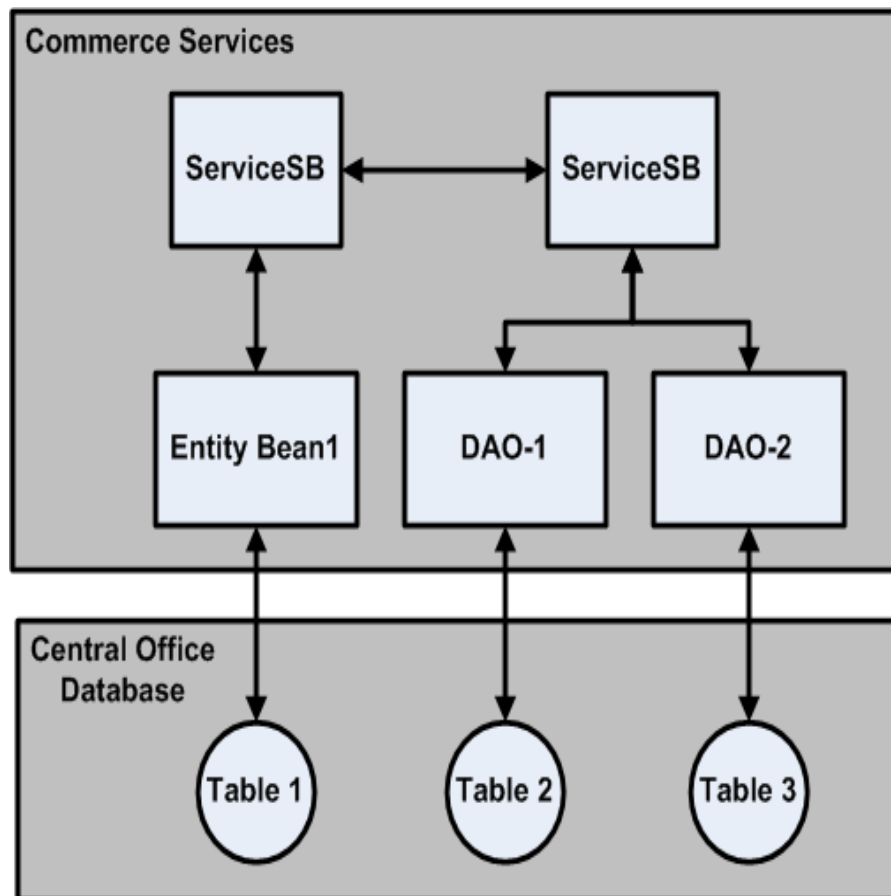 Commerce Services
ServiceSB
ServiceSB
Entity Bean1
DAO-1
DAO-2
Central Office
Database
Table 1
Table 2
Table 3